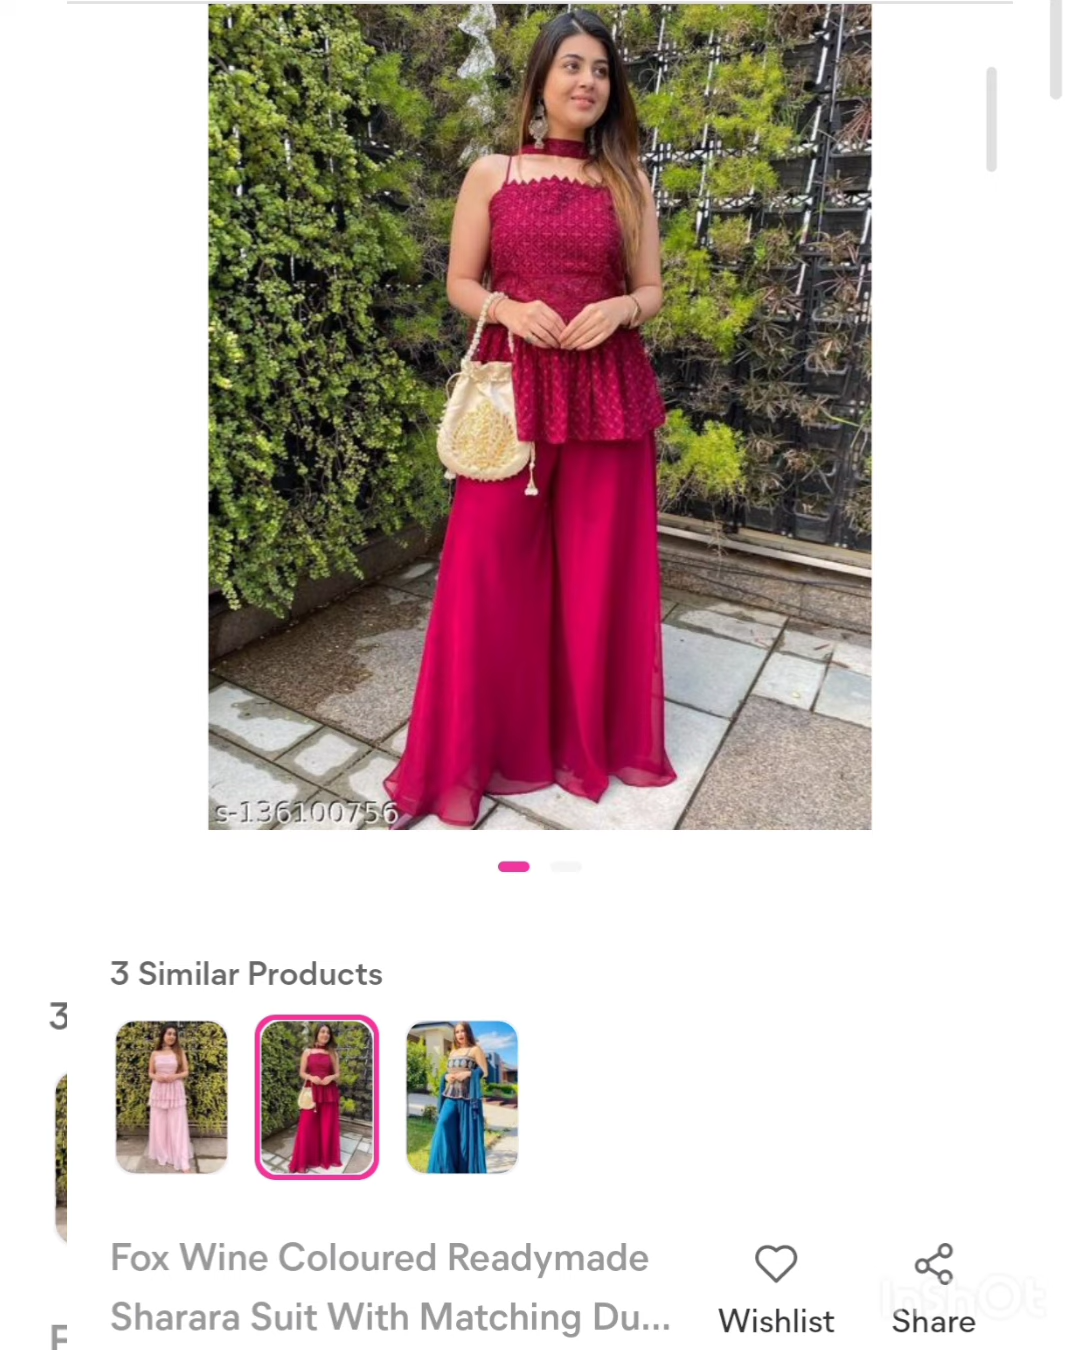 s-136100756
3 Similar Products
3
Fox Wine Coloured Readymade
Sharara Suit With Matching Du...
Wishlist
Share
InShOt